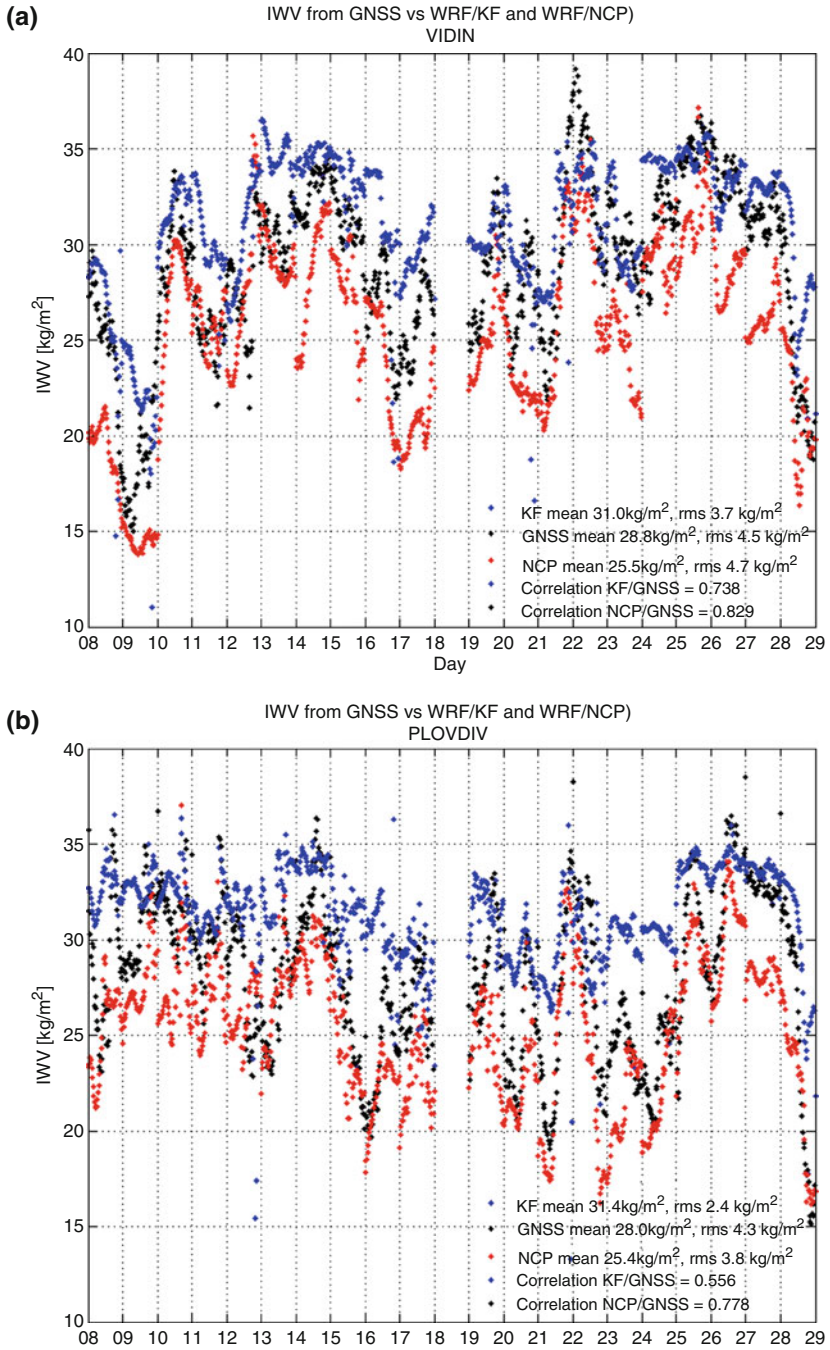 (a)
IWV from GNSS vs WRF/KF and WRF/NCP)
VIDIN
40
35
30
25
20
15
10
IWV [kg/m²]
KF mean 31.0kg/m², rms 3.7 kg/m²
GNSS mean 28.8kg/m², rms 4.5 kg/m²
NCP mean 25.5kg/m², rms 4.7 kg/m²
Correlation KF/GNSS = 0.738
Correlation NCP/GNSS = 0.829
08 09 10 11 12 13 14 15 16 17 18 19 20 21 22 23 24 25 26 27 28 29
Day
(b)
IWV from GNSS vs WRF/KF and WRF/NCP)
PLOVDIV
40
35
30
25
20
15
10
IWV [kg/m²]
KF mean 31.4kg/m², rms 2.4 kg/m²
GNSS mean 28.0kg/m², rms 4.3 kg/m²
NCP mean 25.4kg/m², rms 3.8 kg/m²
Correlation KF/GNSS = 0.556
Correlation NCP/GNSS = 0.778
08 09 10 11 12 13 14 15 16 17 18 19 20 21 22 23 24 25 26 27 28 29